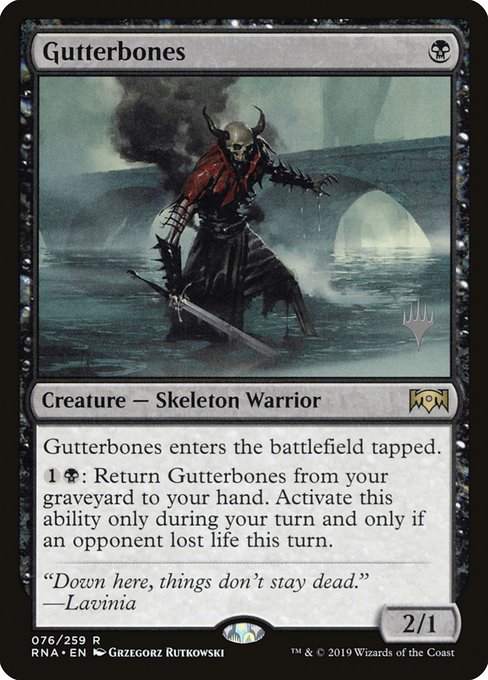 Gutterbones
Creature — Skeleton Warrior
Gutterbones enters the battlefield tapped.
1 : Return Gutterbones from your
graveyard to your hand. Activate this
ability only during your turn and only if
an opponent lost life this turn.
“Down here, things don’t stay dead.”
—Lavinia
2/1
076/259 R
RNA • EN Grzegorz Rutkowski
™ & © 2019 Wizards of the Coast